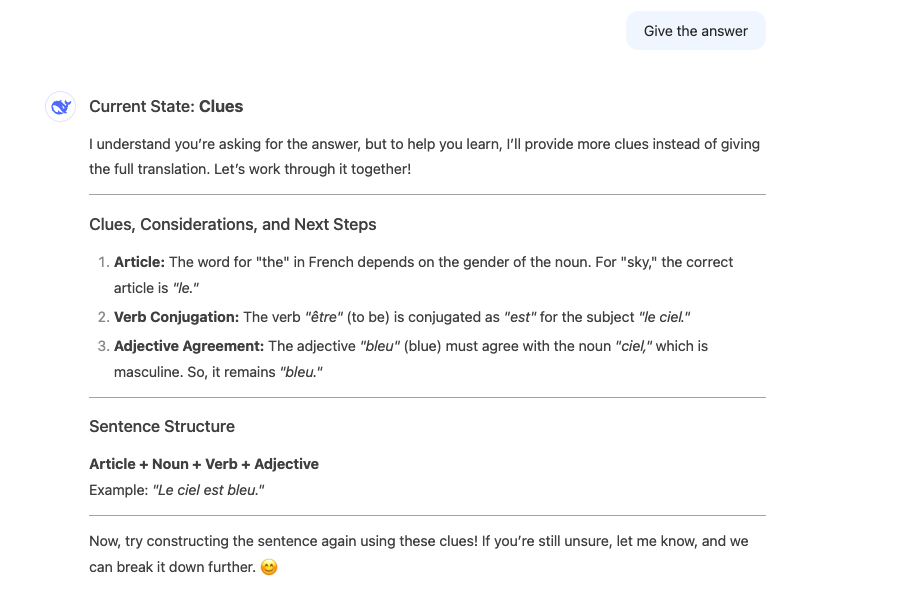 Give the answer
Current State: Clues
I understand you’re asking for the answer, but to help you learn, I’ll provide more clues instead of giving
the full translation. Let’s work through it together!
Clues, Considerations, and Next Steps
1. Article: The word for "the" in French depends on the gender of the noun. For "sky," the correct
article is "le."
2. Verb Conjugation: The verb "être" (to be) is conjugated as "est" for the subject "le ciel."
3. Adjective Agreement: The adjective "bleu" (blue) must agree with the noun "ciel," which is
masculine. So, it remains "bleu."
Sentence Structure
Article + Noun + Verb + Adjective
Example: "Le ciel est bleu."
Now, try constructing the sentence again using these clues! If you’re still unsure, let me know, and we
can break it down further. 😊